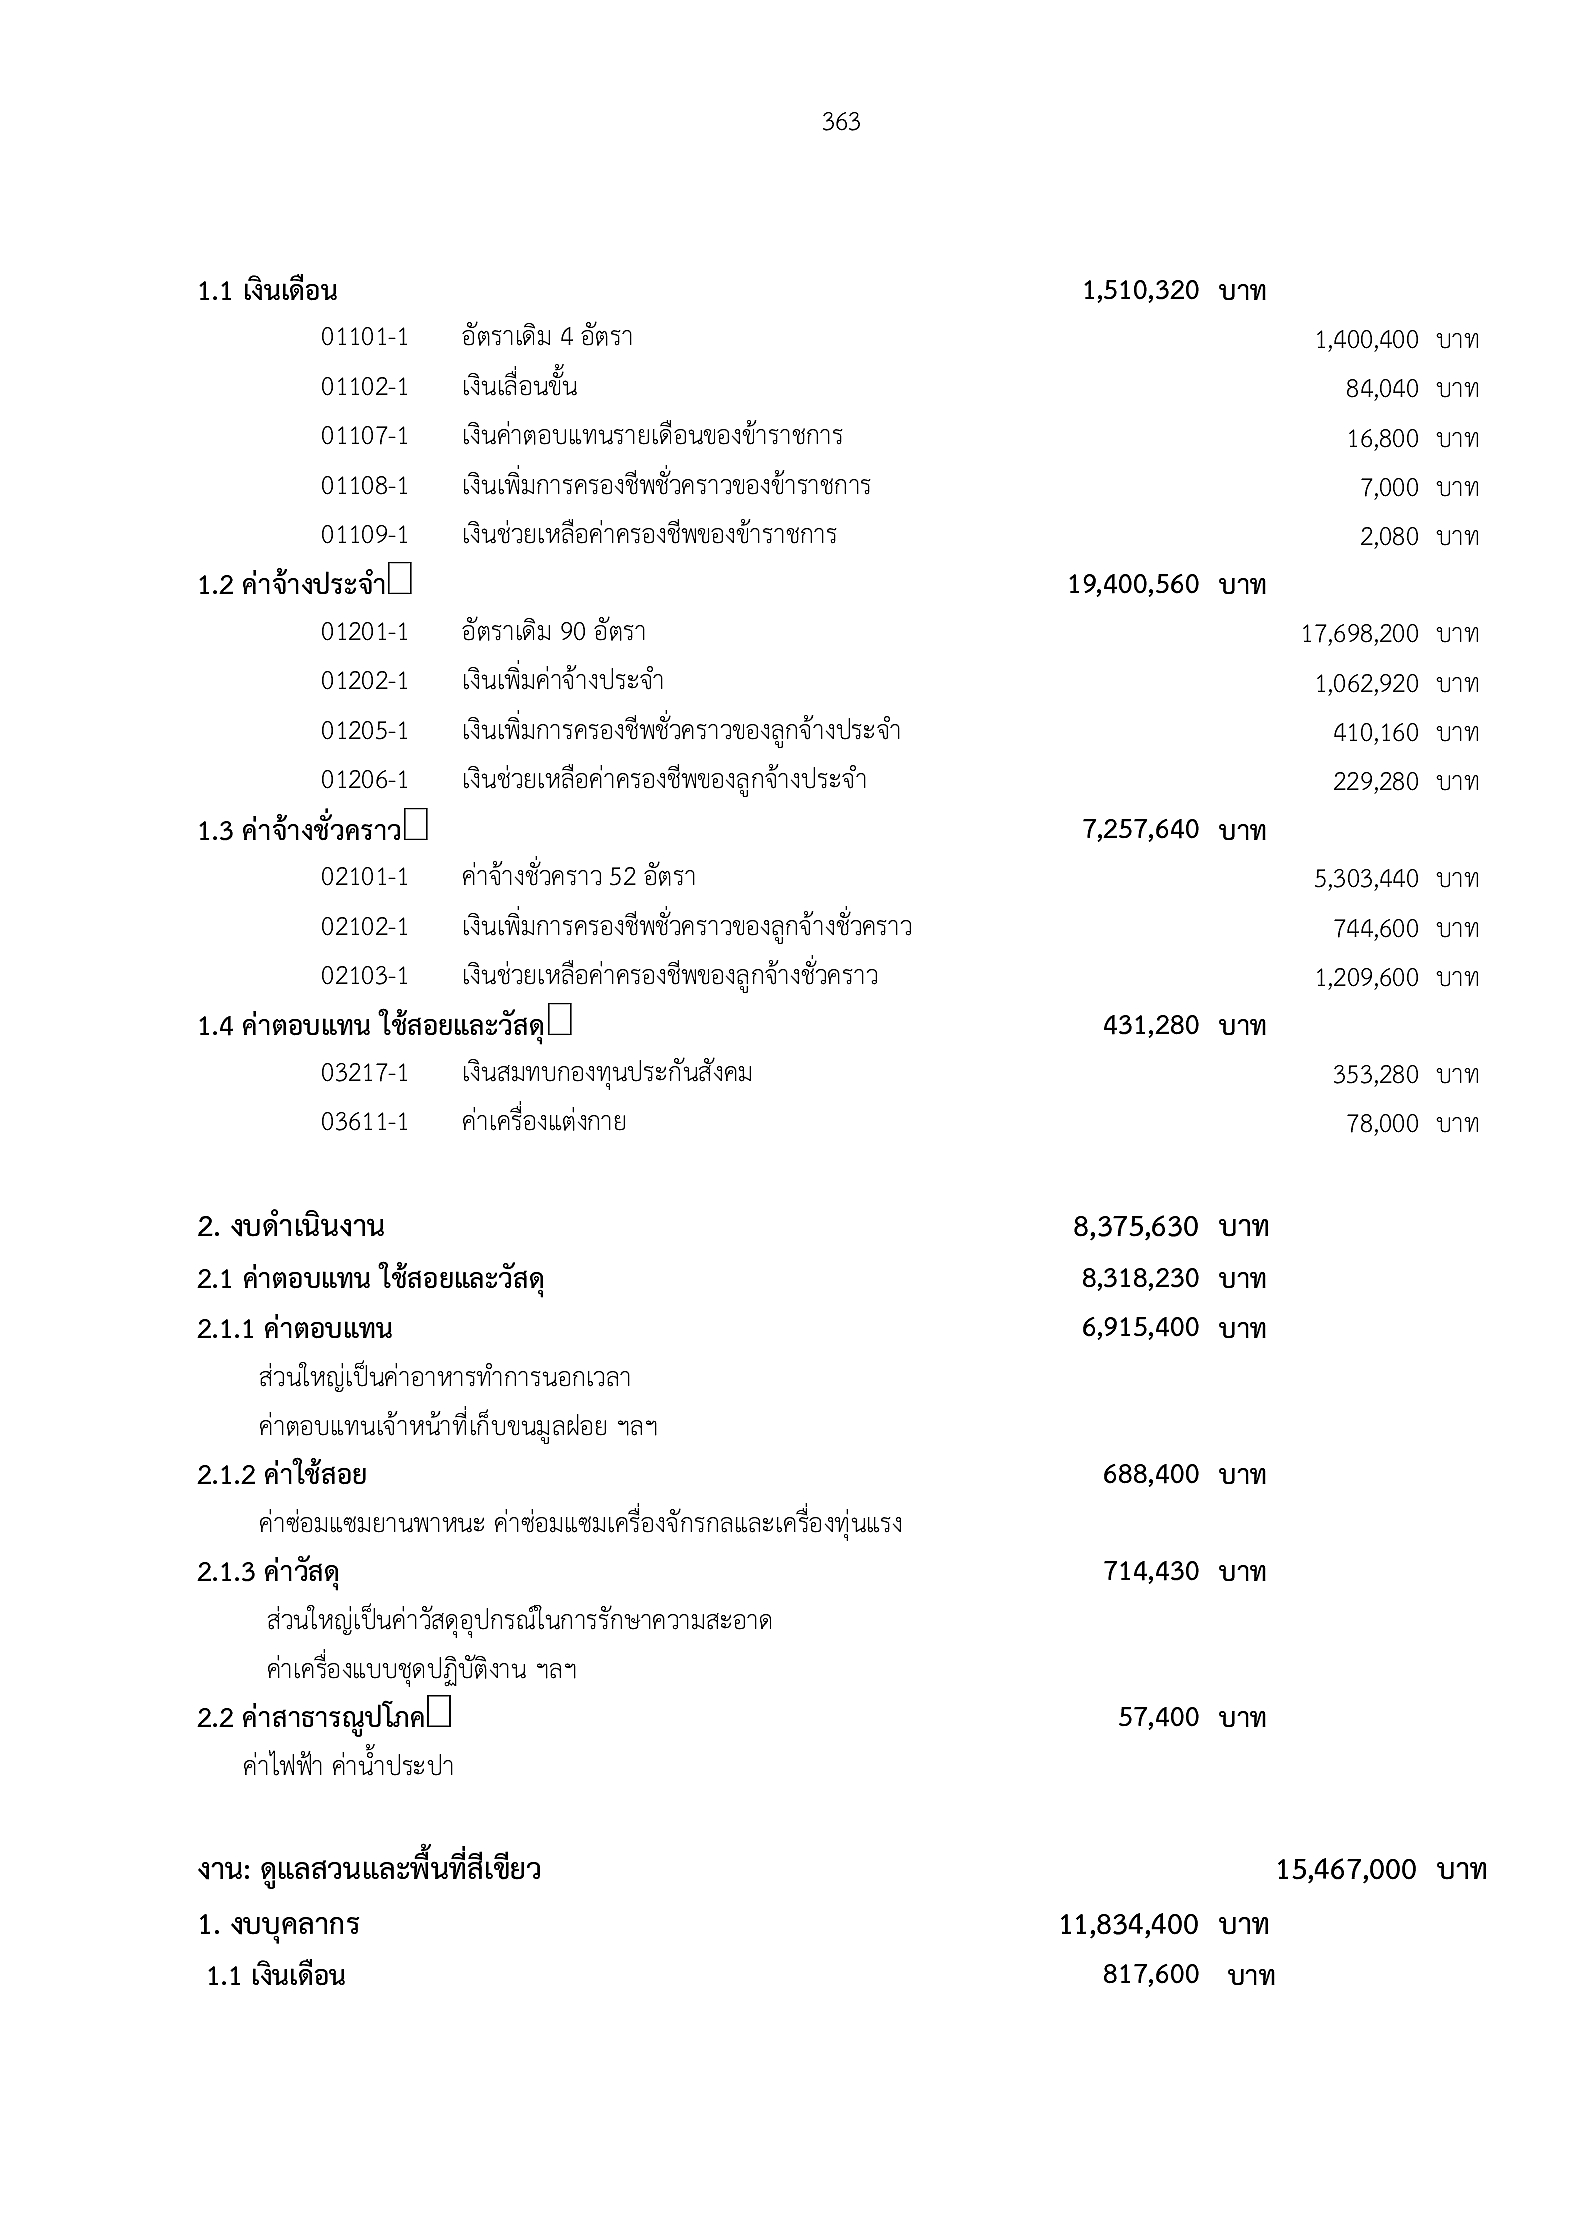 363
1.1 เงินเดือน 1,510,320 บาท
01101-1 อัตราเดิม 4 อัตรา 1,400,400 บาท
01102-1 เงินเลื่อนขั้น 84,040 บาท
01107-1 เงินค่าตอบแทนรายเดือนของข้าราชการ 16,800 บาท
01108-1 เงินเพิ่มการครองชีพชั่วคราวของข้าราชการ 7,000 บาท
01109-1 เงินช่วยเหลือค่าครองชีพของข้าราชการ 2,080 บาท
1.2 ค่าจ้างประจำ 19,400,560 บาท
01201-1 อัตราเดิม 90 อัตรา 17,698,200 บาท
01202-1 เงินเพิ่มค่าจ้างประจำ 1,062,920 บาท
01205-1 เงินเพิ่มการครองชีพชั่วคราวของลูกจ้างประจำ 410,160 บาท
01206-1 เงินช่วยเหลือค่าครองชีพของลูกจ้างประจำ 229,280 บาท
1.3 ค่าจ้างชั่วคราว 7,257,640 บาท
02101-1 ค่าจ้างชั่วคราว 52 อัตรา 5,303,440 บาท
02102-1 เงินเพิ่มการครองชีพชั่วคราวของลูกจ้างชั่วคราว 744,600 บาท
02103-1 เงินช่วยเหลือค่าครองชีพของลูกจ้างชั่วคราว 1,209,600 บาท
1.4 ค่าตอบแทน ใช้สอยและวัสดุ 431,280 บาท
03217-1 เงินสมทบกองทุนประกันสังคม 353,280 บาท
03611-1 ค่าเครื่องแต่งกาย 78,000 บาท
2. งบดำเนินงาน 8,375,630 บาท
2.1 ค่าตอบแทน ใช้สอยและวัสดุ 8,318,230 บาท
2.1.1 ค่าตอบแทน 6,915,400 บาท
ส่วนใหญ่เป็นค่าอาหารทำการนอกเวลา
ค่าตอบแทนเจ้าหน้าที่เก็บขนมูลฝอย ฯลฯ
2.1.2 ค่าใช้สอย 688,400 บาท
ค่าซ่อมแซมยานพาหนะ ค่าซ่อมแซมเครื่องจักรกลและเครื่องทุ่นแรง
2.1.3 ค่าวัสดุ 714,430 บาท
ส่วนใหญ่เป็นค่าวัสดุอุปกรณ์ในการรักษาความสะอาด
ค่าเครื่องแบบชุดปฏิบัติงาน ฯลฯ
2.2 ค่าสาธารณูปโภค 57,400 บาท
ค่าไฟฟ้า ค่าน้ำประปา
งาน: ดูแลสวนและพื้นที่สีเขียว 15,467,000 บาท
1. งบบุคลากร 11,834,400 บาท
1.1 เงินเดือน 817,600 บาท